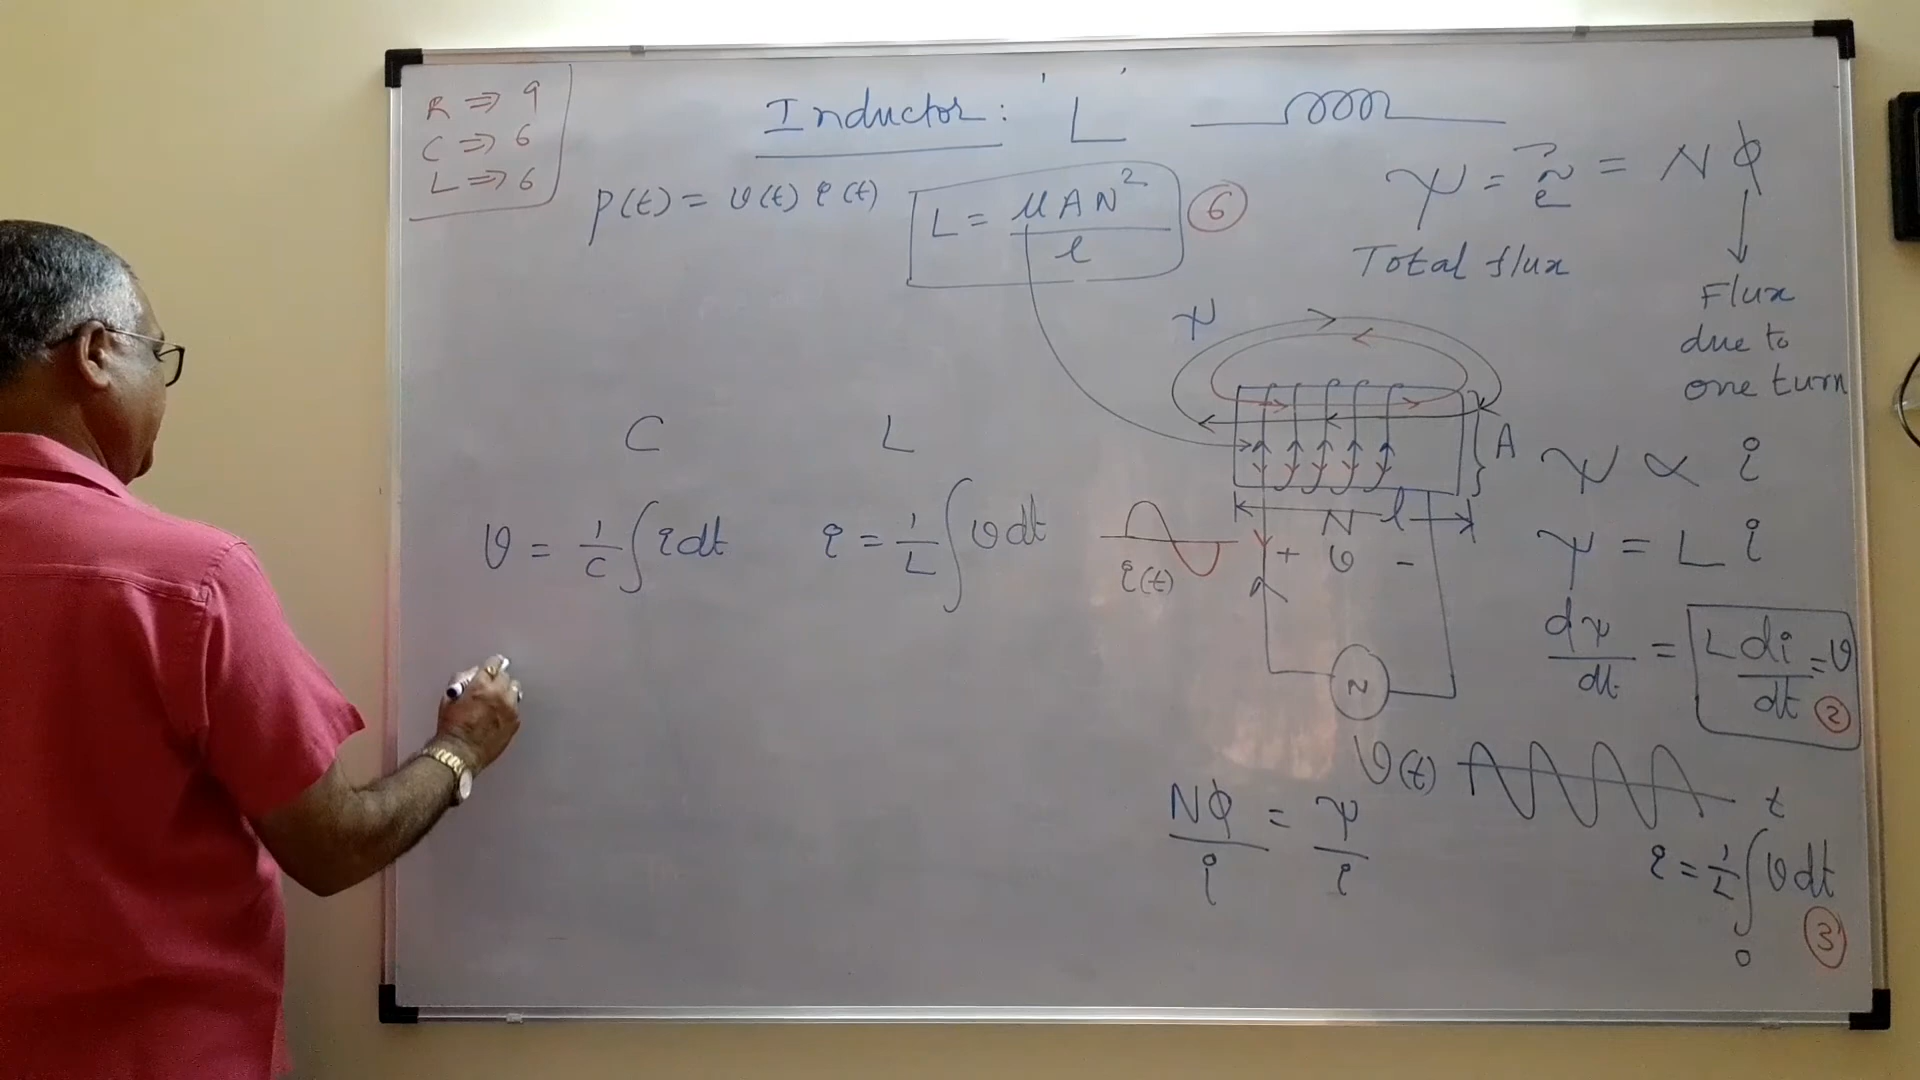 R ⇒ 9
C ⇒ 6
L ⇒ 6
Inductor: 'L'
p(t) = v(t) i(t)
L = μAN² / l
6
ψ = = Nφ
Total flux
Flux
due to
one turn
ψ
A
N l
+ v -
i(t)
ψ ∝ i
ψ = L i
dψ/dt = L di/dt = v
2
v(t)
t
Nφ/i = ψ/i
i = 1/L ∫₀ v dt
3
C L
v = 1/C ∫ i dt i = 1/L ∫ v dt